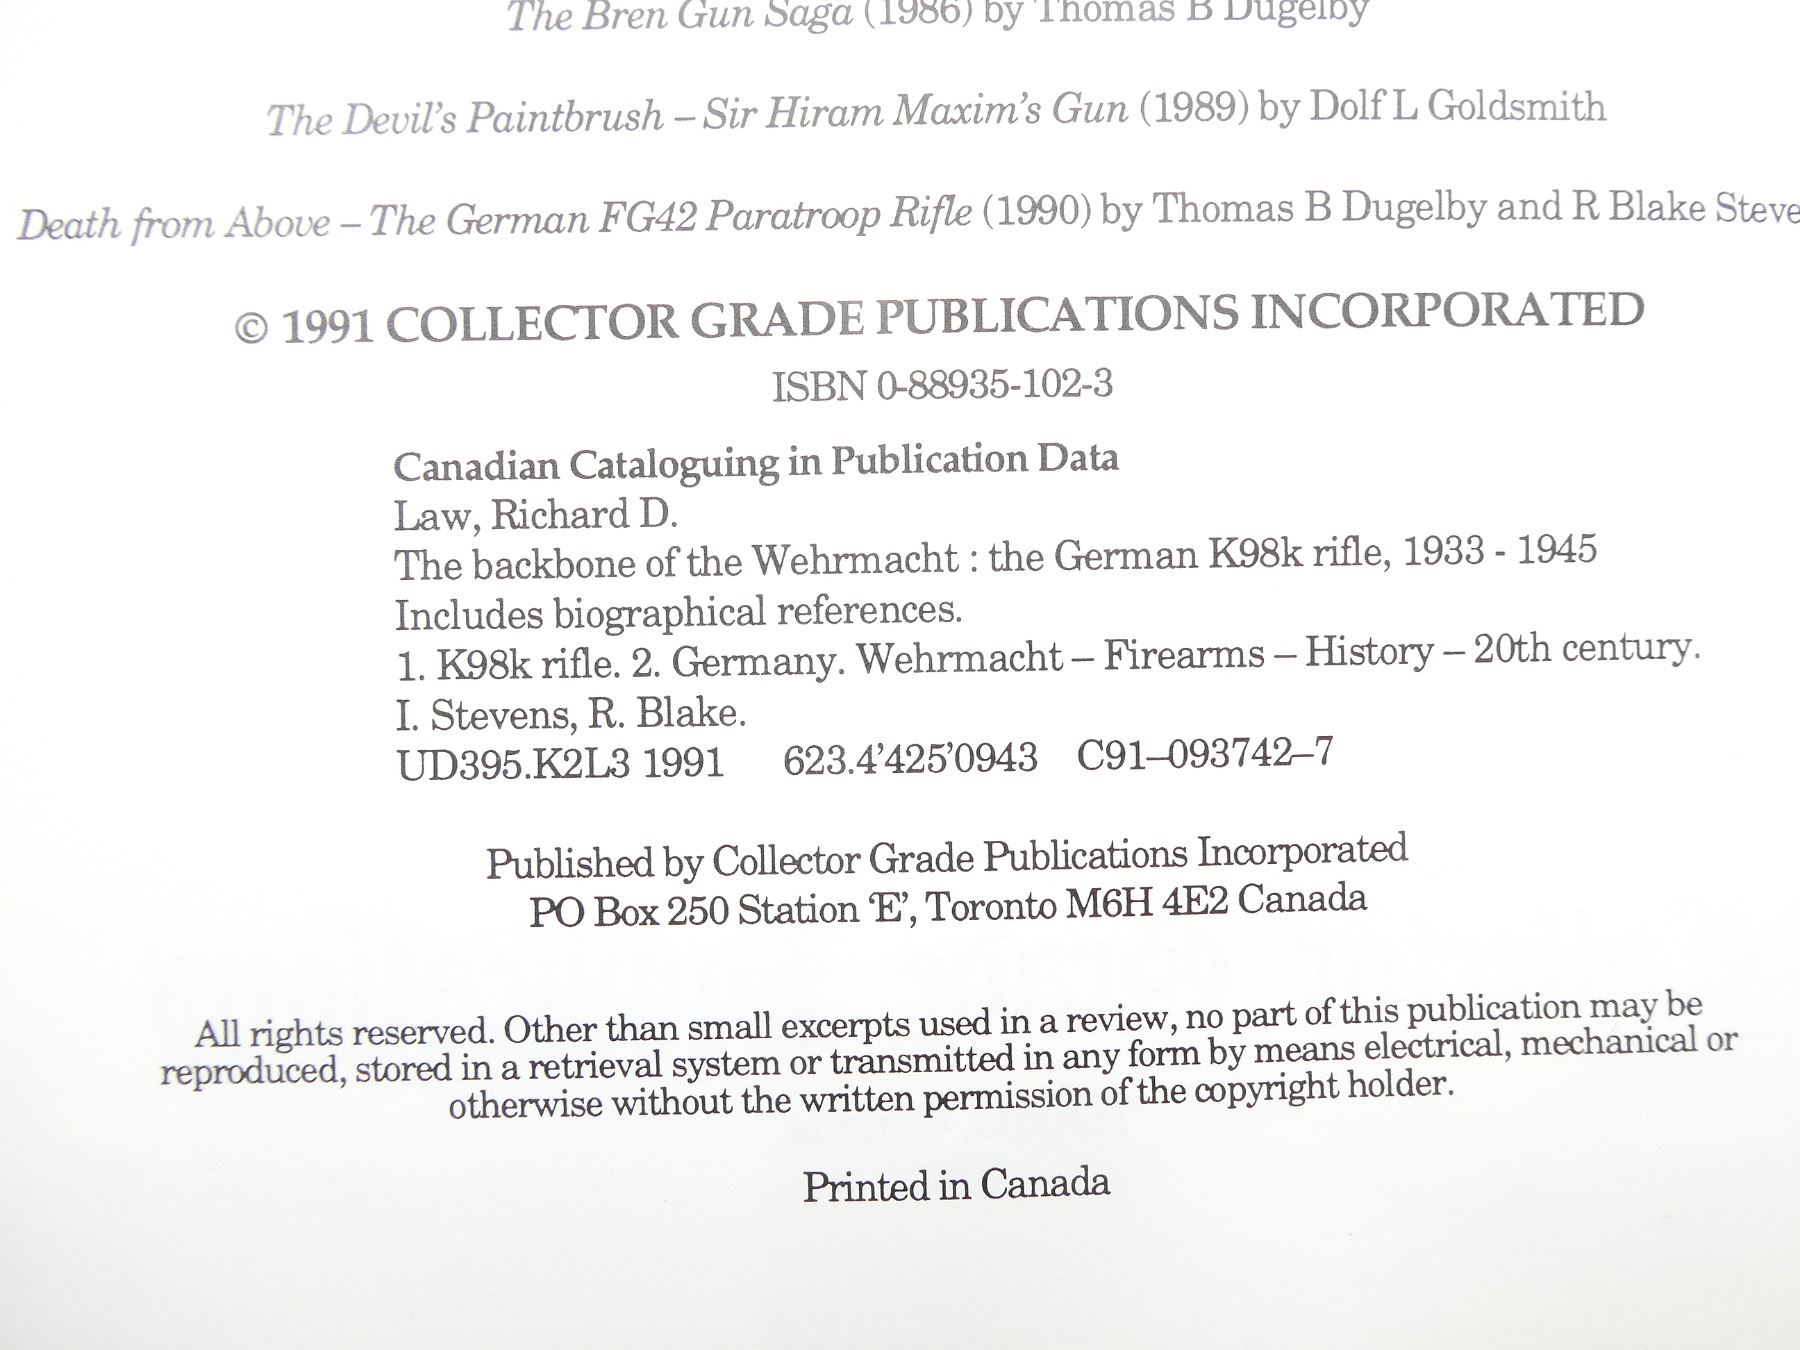 The Bren Gun Saga (1986) by Thomas B Dugelby
The Devil's Paintbrush – Sir Hiram Maxim's Gun (1989) by Dolf L Goldsmith
Death from Above – The German FG42 Paratroop Rifle (1990) by Thomas B Dugelby and R Blake Steve
© 1991 COLLECTOR GRADE PUBLICATIONS INCORPORATED
ISBN 0-88935-102-3
Canadian Cataloguing in Publication Data
Law, Richard D.
The backbone of the Wehrmacht : the German K98k rifle, 1933 - 1945
Includes biographical references.
1. K98k rifle. 2. Germany. Wehrmacht – Firearms – History – 20th century.
I. Stevens, R. Blake.
UD395.K2L3 1991 623.4'425'0943 C91–093742–7
Published by Collector Grade Publications Incorporated
PO Box 250 Station ‘E’, Toronto M6H 4E2 Canada
All rights reserved. Other than small excerpts used in a review, no part of this publication may be
reproduced, stored in a retrieval system or transmitted in any form by means electrical, mechanical or
otherwise without the written permission of the copyright holder.
Printed in Canada